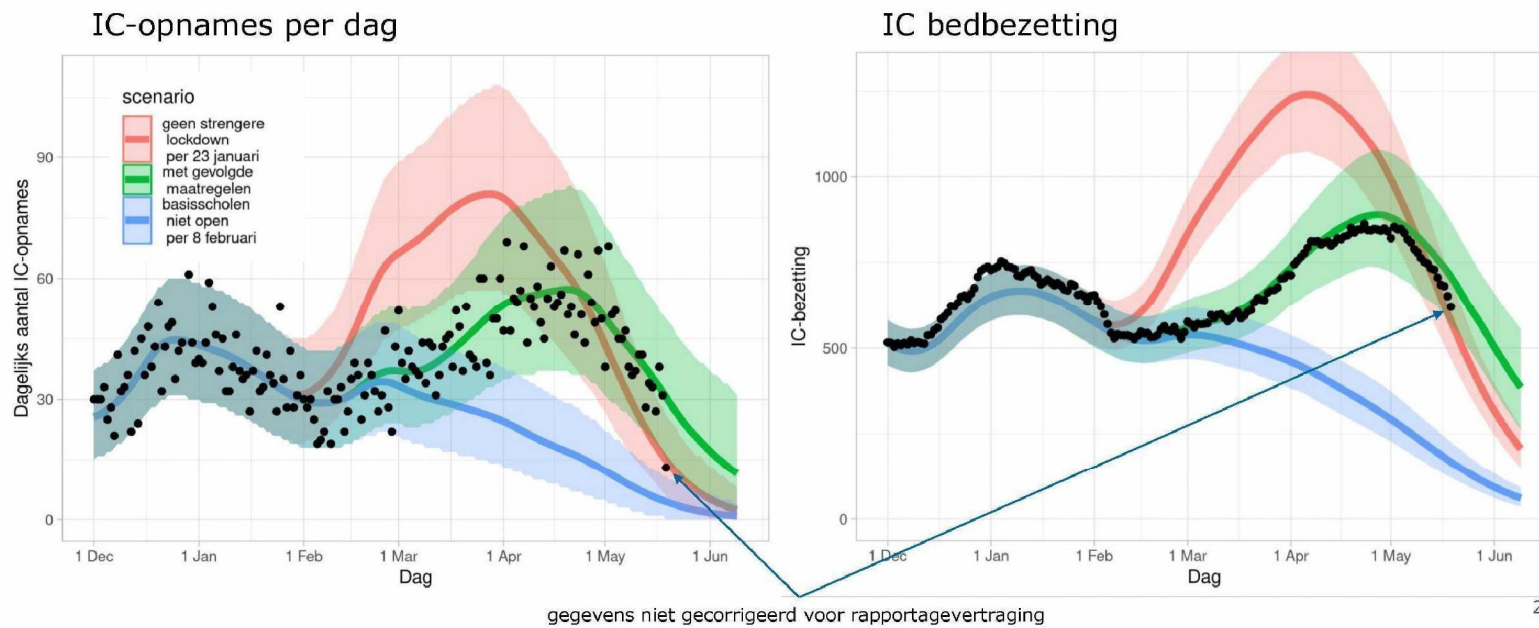 IC-opnames per dag
scenario
geen strengere
lockdown
per 23 januari
met gevolgde
maatregelen
basisscholen
niet open
per 8 februari
Dagelijks aantal IC-opnames
90
60
30
0
1 Dec
1 Jan
1 Feb
1 Mar
1 Apr
1 May
1 Jun
Dag
IC bedbezetting
IC-bezetting
1000
500
0
1 Dec
1 Jan
1 Feb
1 Mar
1 Apr
1 May
1 Jun
Dag
gegevens niet gecorrigeerd voor rapportagevertraging